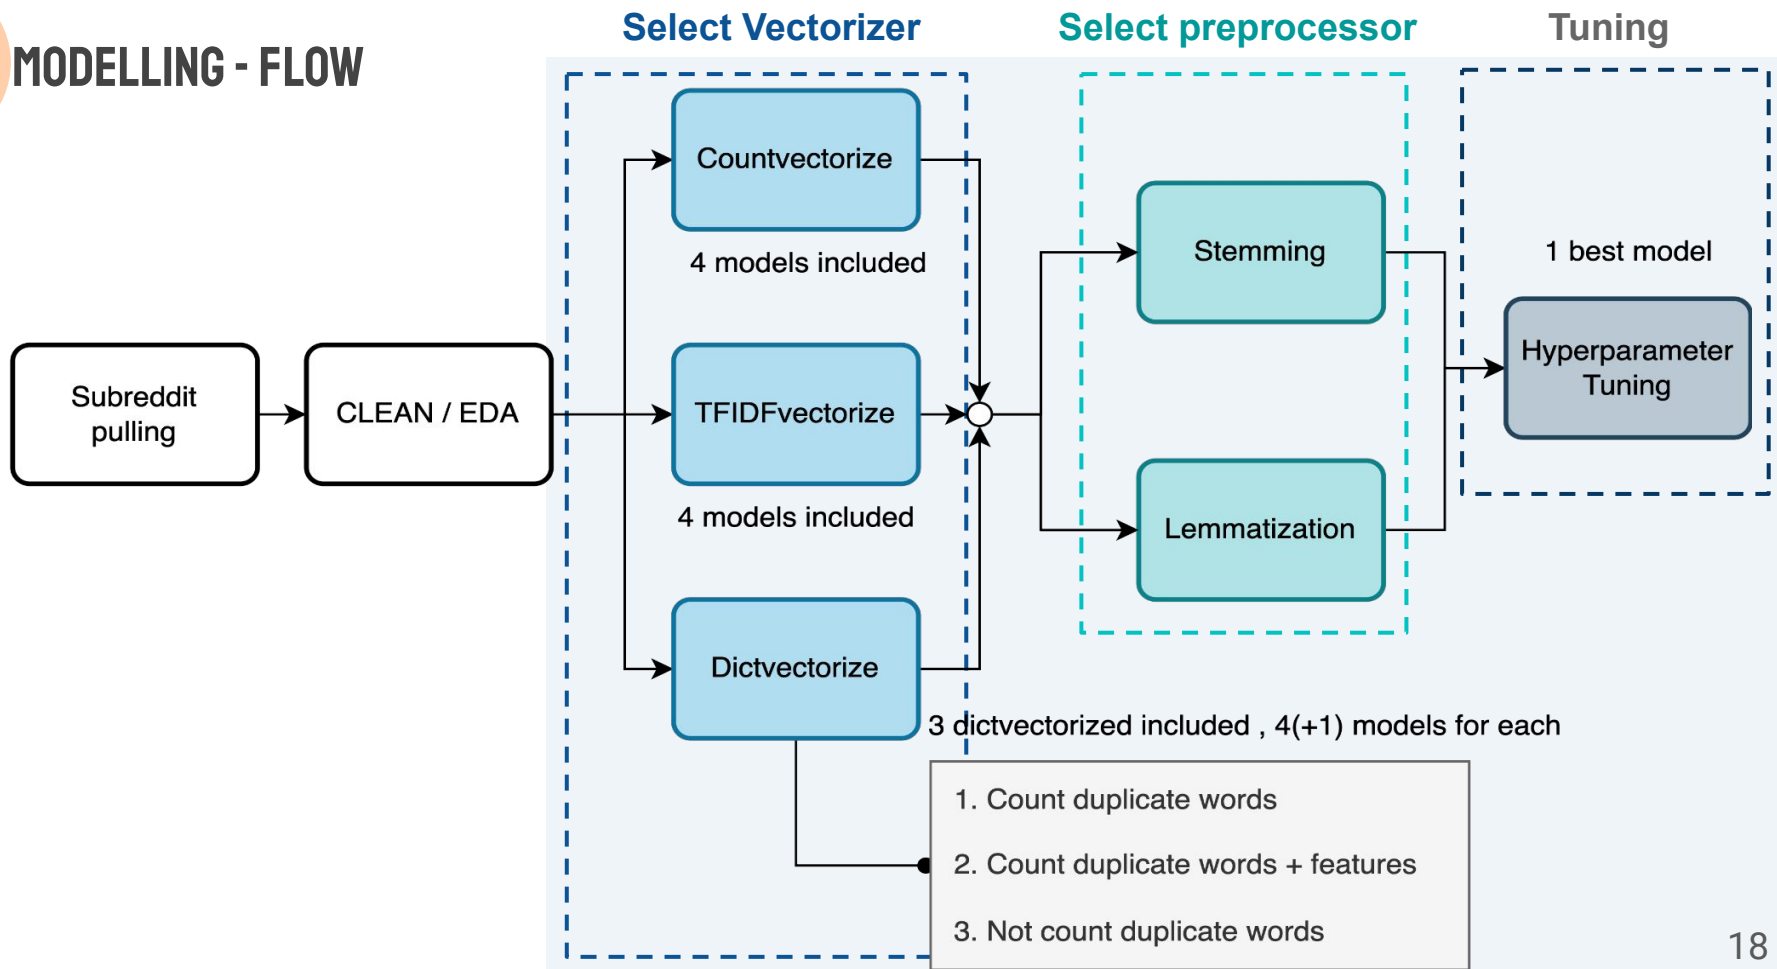 MODELLING - FLOW
Select Vectorizer
Select preprocessor
Tuning
Subreddit
pulling
CLEAN / EDA
Countvectorize
4 models included
TFIDFvectorize
4 models included
Dictvectorize
3 dictvectorized included , 4(+1) models for each
1. Count duplicate words
2. Count duplicate words + features
3. Not count duplicate words
Stemming
Lemmatization
1 best model
Hyperparameter
Tuning
18